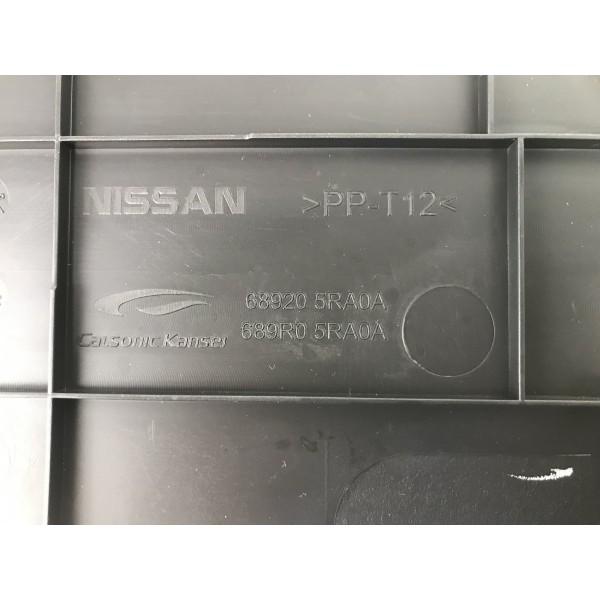 NISSAN >PP-T12<
68920 5RA0A
Calsonic Kansei 689R0 5RA0A